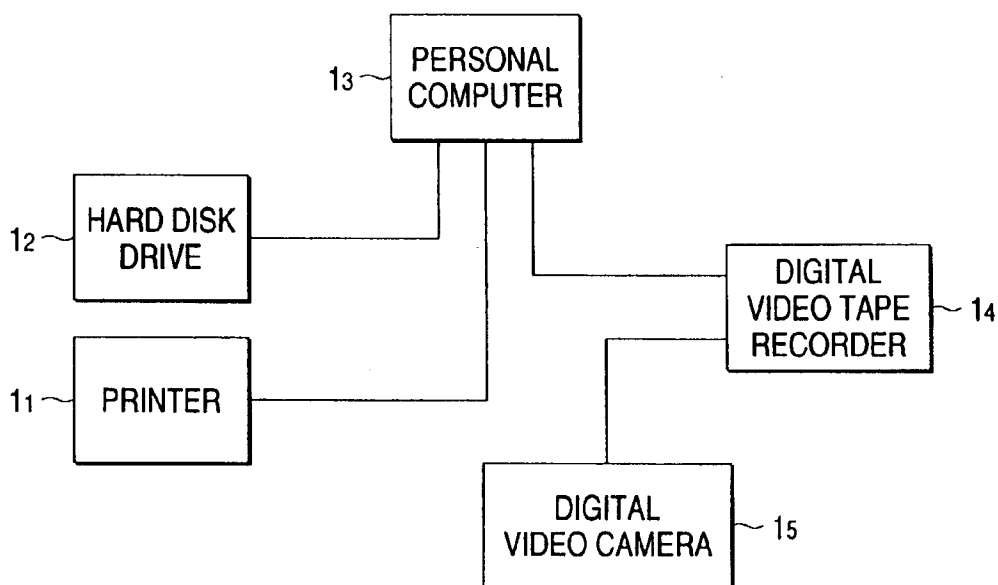 PERSONAL
COMPUTER
13
HARD DISK
DRIVE
12
DIGITAL
VIDEO TAPE
RECORDER
14
PRINTER
11
DIGITAL
VIDEO CAMERA
15